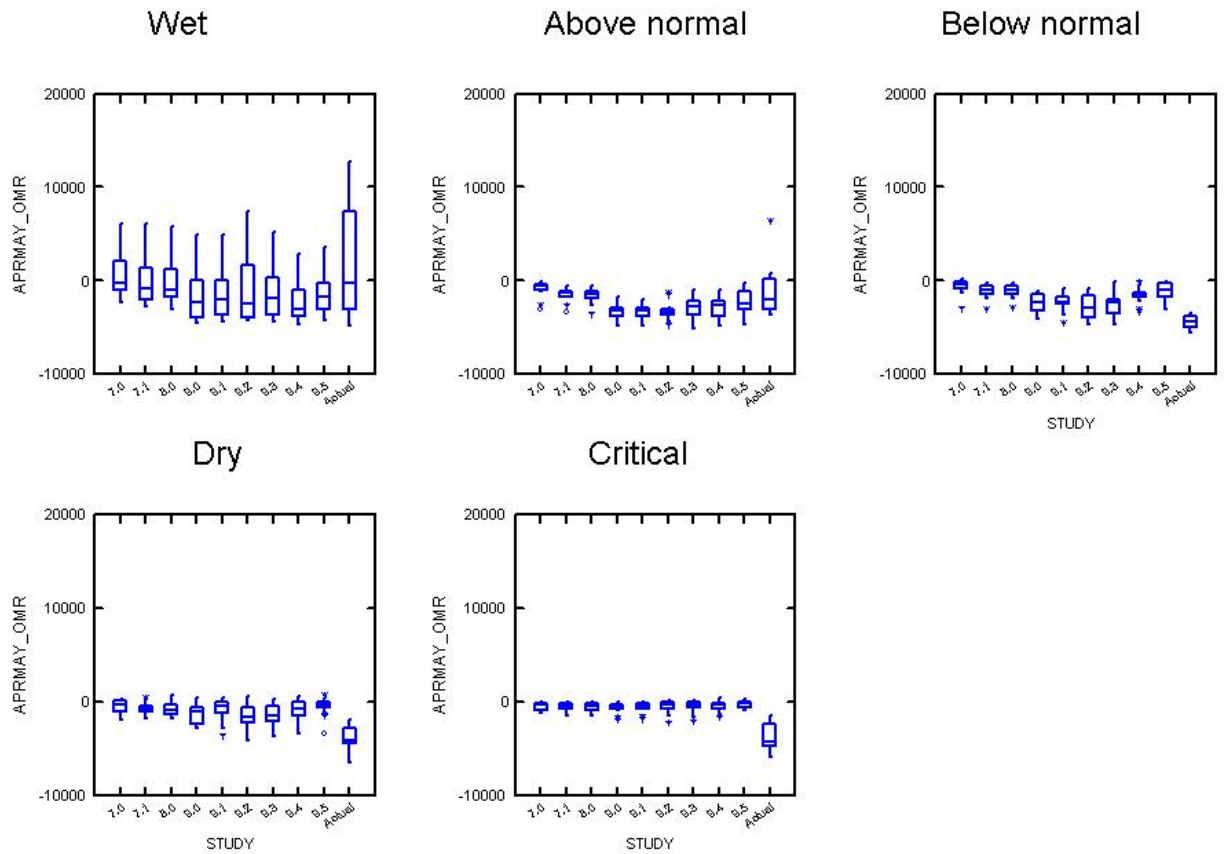 Wet
Above normal
Below normal
20000
10000
0
-10000
APRMAY_OMR
7.0 7.1 8.0 9.0 9.1 9.2 9.3 9.4 9.5 Actual
20000
10000
0
-10000
APRMAY_OMR
7.0 7.1 8.0 9.0 9.1 9.2 9.3 9.4 9.5 Actual
20000
10000
0
-10000
APRMAY_OMR
7.0 7.1 8.0 9.0 9.1 9.2 9.3 9.4 9.5 Actual
STUDY
Dry
Critical
20000
10000
0
-10000
APRMAY_OMR
7.0 7.1 8.0 9.0 9.1 9.2 9.3 9.4 9.5 Actual
STUDY
20000
10000
0
-10000
APRMAY_OMR
7.0 7.1 8.0 9.0 9.1 9.2 9.3 9.4 9.5 Actual
STUDY